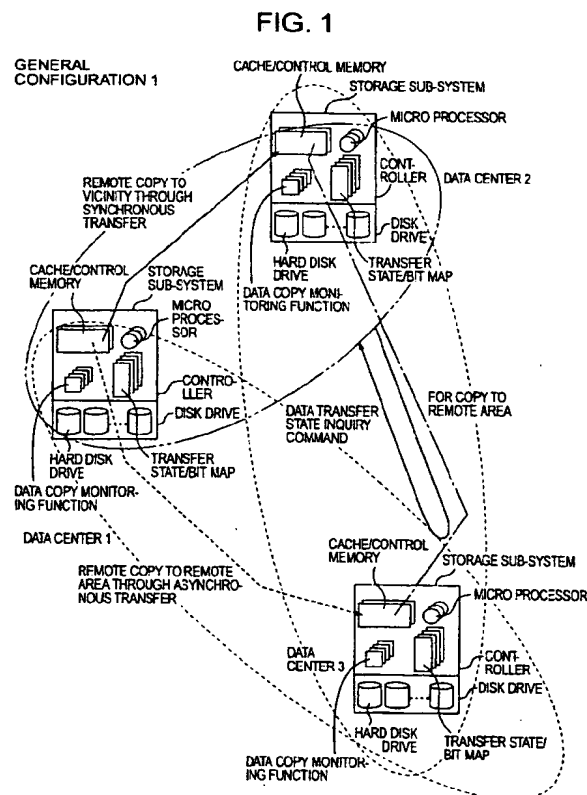 FIG. 1
GENERAL
CONFIGURATION 1
CACHE/CONTROL MEMORY
STORAGE SUB-SYSTEM
MICRO PROCESSOR
CONT-
ROLLER
DATA CENTER 2
DISK
DRIVE
HARD DISK
DRIVE
TRANSFER
STATE/BIT MAP
DATA COPY MONI-
TORING FUNCTION
REMOTE COPY TO
VICINITY THROUGH
SYNCHRONOUS
TRANSFER
CACHE/CONTROL
MEMORY
STORAGE
SUB-SYSTEM
MICRO
PROCES-
SOR
CONTRO-
LLER
DISK DRIVE
HARD DISK
DRIVE
TRANSFER
STATE/BIT MAP
DATA COPY MONITOR-
ING FUNCTION
DATA CENTER 1
DATA TRANSFER
STATE INQUIRY
COMMAND
FOR COPY TO
REMOTE AREA
REMOTE COPY TO REMOTE
AREA THROUGH ASYNCHRO-
NOUS TRANSFER
CACHE/CONTROL
MEMORY
STORAGE SUB-SYSTEM
MICRO PROCESSOR
DATA
CENTER 3
CONT-
ROLLER
DISK DRIVE
HARD DISK
DRIVE
TRANSFER STATE/
BIT MAP
DATA COPY MONITOR-
ING FUNCTION